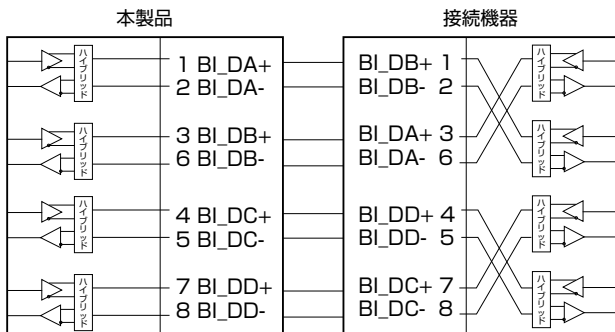 本製品
接続機器
ハイブリッド
1 BI_DA+
2 BI_DA-
BI_DB+ 1
BI_DB- 2
ハイブリッド
ハイブリッド
3 BI_DB+
6 BI_DB-
BI_DA+ 3
BI_DA- 6
ハイブリッド
ハイブリッド
4 BI_DC+
5 BI_DC-
BI_DD+ 4
BI_DD- 5
ハイブリッド
ハイブリッド
7 BI_DD+
8 BI_DD-
BI_DC+ 7
BI_DC- 8
ハイブリッド